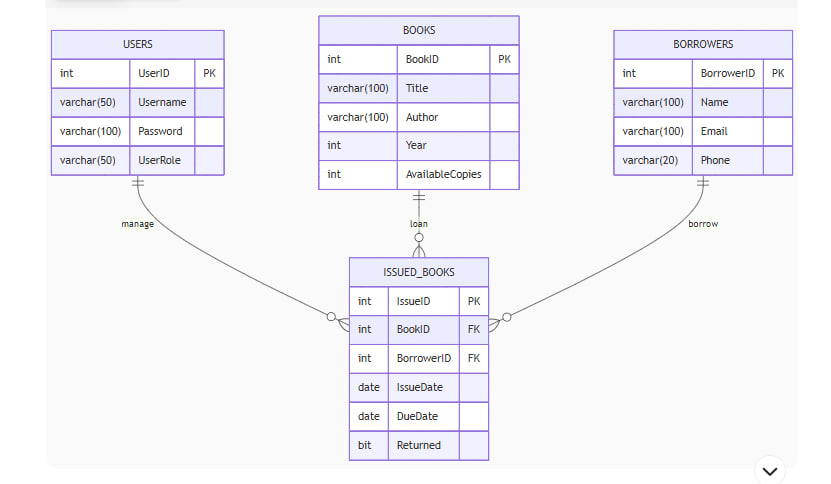 USERS
int UserID PK
varchar(50) Username
varchar(100) Password
varchar(50) UserRole
BOOKS
int BookID PK
varchar(100) Title
varchar(100) Author
int Year
int AvailableCopies
BORROWERS
int BorrowerID PK
varchar(100) Name
varchar(100) Email
varchar(20) Phone
manage
loan
borrow
ISSUED_BOOKS
int IssueID PK
int BookID FK
int BorrowerID FK
date IssueDate
date DueDate
bit Returned